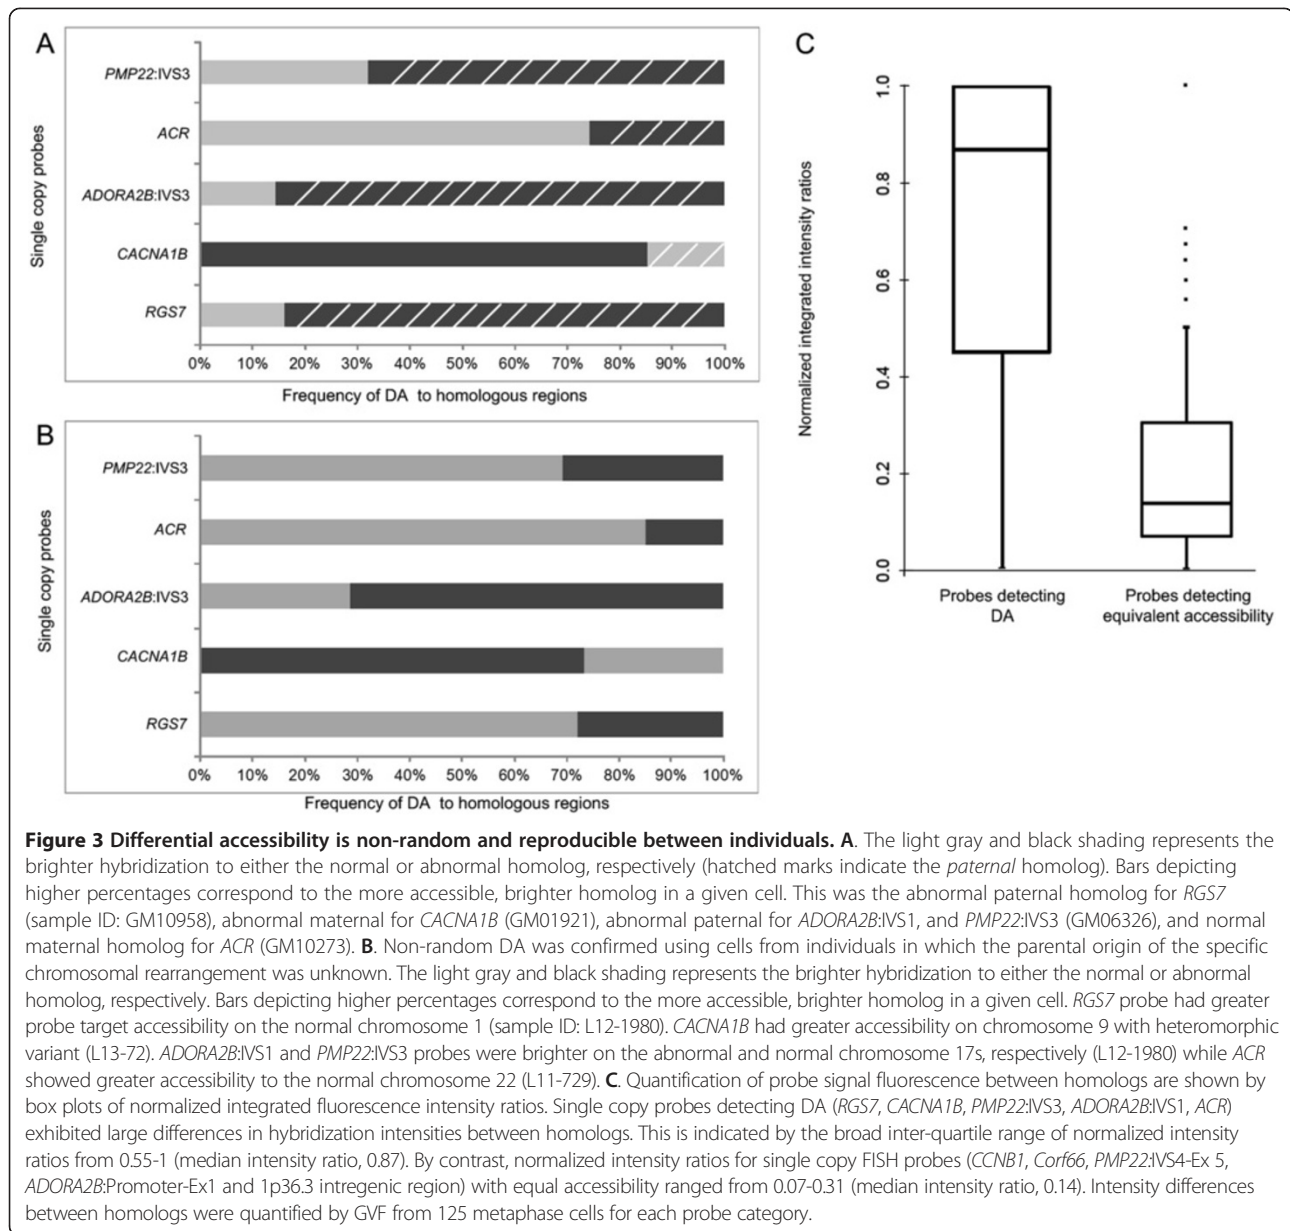 A
Single copy probes
PMP22:IVS3
ACR
ADORA2B:IVS3
CACNA1B
RGS7
0% 10% 20% 30% 40% 50% 60% 70% 80% 90% 100%
Frequency of DA to homologous regions
B
Single copy probes
PMP22:IVS3
ACR
ADORA2B:IVS3
CACNA1B
RGS7
0% 10% 20% 30% 40% 50% 60% 70% 80% 90% 100%
Frequency of DA to homologous regions
C
Normalized integrated intensity ratios
1.0
0.8
0.6
0.4
0.2
0.0
Probes detecting
DA
Probes detecting
equivalent accessibility
Figure 3 Differential accessibility is non-random and reproducible between individuals. A. The light gray and black shading represents the
brighter hybridization to either the normal or abnormal homolog, respectively (hatched marks indicate the paternal homolog). Bars depicting
higher percentages correspond to the more accessible, brighter homolog in a given cell. This was the abnormal paternal homolog for RGS7
(sample ID: GM10958), abnormal maternal for CACNA1B (GM01921), abnormal paternal for ADORA2B:IVS1, and PMP22:IVS3 (GM06326), and normal
maternal homolog for ACR (GM10273). B. Non-random DA was confirmed using cells from individuals in which the parental origin of the specific
chromosomal rearrangement was unknown. The light gray and black shading represents the brighter hybridization to either the normal or abnormal
homolog, respectively. Bars depicting higher percentages correspond to the more accessible, brighter homolog in a given cell. RGS7 probe had greater
probe target accessibility on the normal chromosome 1 (sample ID: L12-1980). CACNA1B had greater accessibility on chromosome 9 with heteromorphic
variant (L13-72). ADORA2B:IVS1 and PMP22:IVS3 probes were brighter on the abnormal and normal chromosome 17s, respectively (L12-1980) while ACR
showed greater accessibility to the normal chromosome 22 (L11-729). C. Quantification of probe signal fluorescence between homologs are shown by
box plots of normalized integrated fluorescence intensity ratios. Single copy probes detecting DA (RGS7, CACNA1B, PMP22:IVS3, ADORA2B:IVS1, ACR)
exhibited large differences in hybridization intensities between homologs. This is indicated by the broad inter-quartile range of normalized intensity
ratios from 0.55-1 (median intensity ratio, 0.87). By contrast, normalized intensity ratios for single copy FISH probes (CCNB1, Corf66, PMP22:IVS4-Ex 5,
ADORA2B:Promoter-Ex1 and 1p36.3 intregenic region) with equal accessibility ranged from 0.07-0.31 (median intensity ratio, 0.14). Intensity differences
between homologs were quantified by GVF from 125 metaphase cells for each probe category.